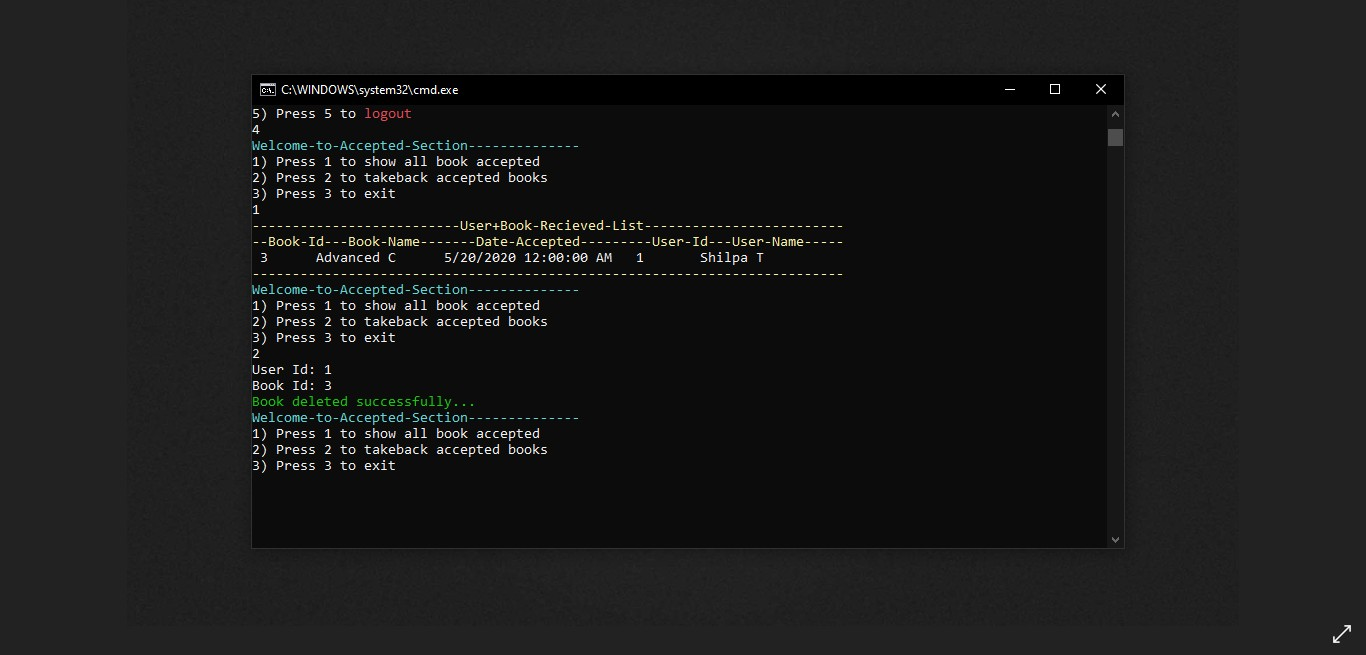 C:\WINDOWS\system32\cmd.exe
5) Press 5 to logout
4
Welcome-to-Accepted-Section--------------
1) Press 1 to show all book accepted
2) Press 2 to takeback accepted books
3) Press 3 to exit
1
--------------------------User+Book-Recieved-List-------------------------
--Book-Id---Book-Name-------Date-Accepted---------User-Id---User-Name-----
 3      Advanced C      5/20/2020 12:00:00 AM   1       Shilpa T
--------------------------------------------------------------------------
Welcome-to-Accepted-Section--------------
1) Press 1 to show all book accepted
2) Press 2 to takeback accepted books
3) Press 3 to exit
2
User Id: 1
Book Id: 3
Book deleted successfully...
Welcome-to-Accepted-Section--------------
1) Press 1 to show all book accepted
2) Press 2 to takeback accepted books
3) Press 3 to exit